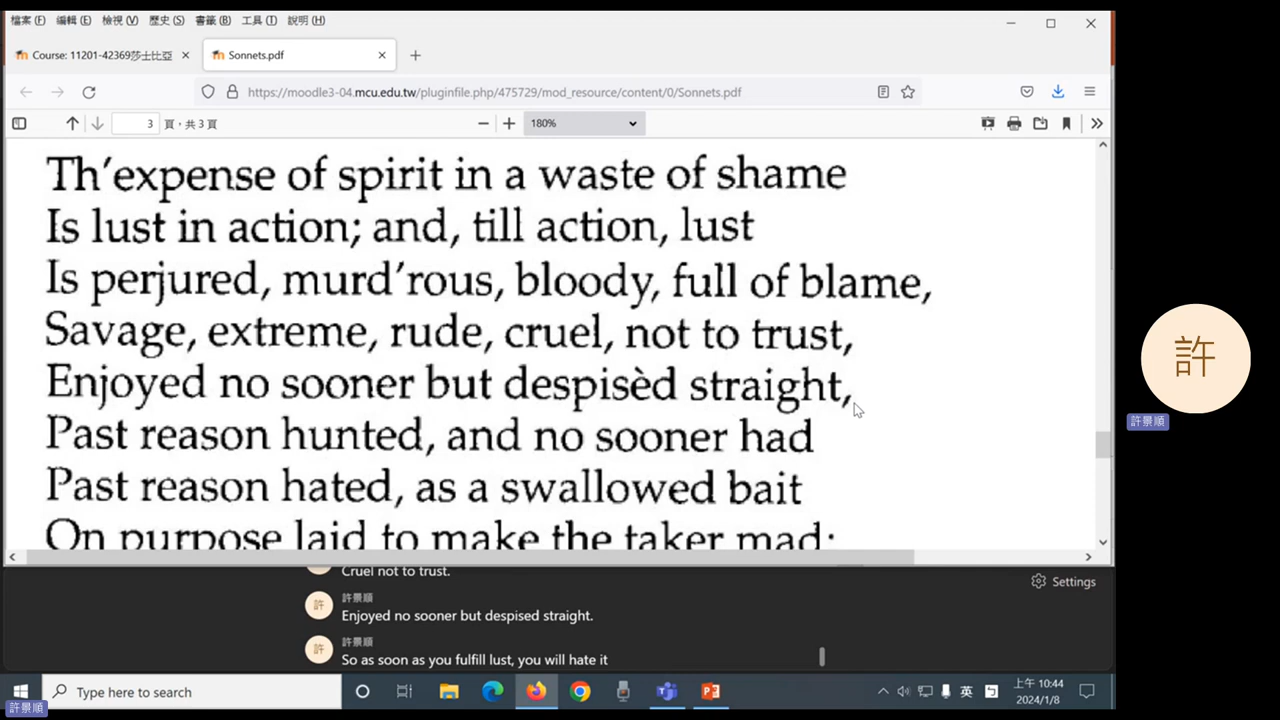 檔案 (F) 編輯 (E) 檢視 (V) 歷史 (S) 書籤 (B) 工具 (T) 說明 (H)
Course: 11201-42369莎士比亞
Sonnets.pdf
https://moodle3-04.mcu.edu.tw/pluginfile.php/475729/mod_resource/content/0/Sonnets.pdf
3 頁，共 3 頁
180%
Th’expense of spirit in a waste of shame
Is lust in action; and, till action, lust
Is perjured, murd’rous, bloody, full of blame,
Savage, extreme, rude, cruel, not to trust,
Enjoyed no sooner but despisèd straight,
Past reason hunted, and no sooner had
Past reason hated, as a swallowed bait
On purpose laid to make the taker mad;
許
許景順
Cruel not to trust.
Settings
許景順
許
Enjoyed no sooner but despised straight.
許景順
許
So as soon as you fulfill lust, you will hate it
Type here to search
英
上午 10:44
2024/1/8
許景順